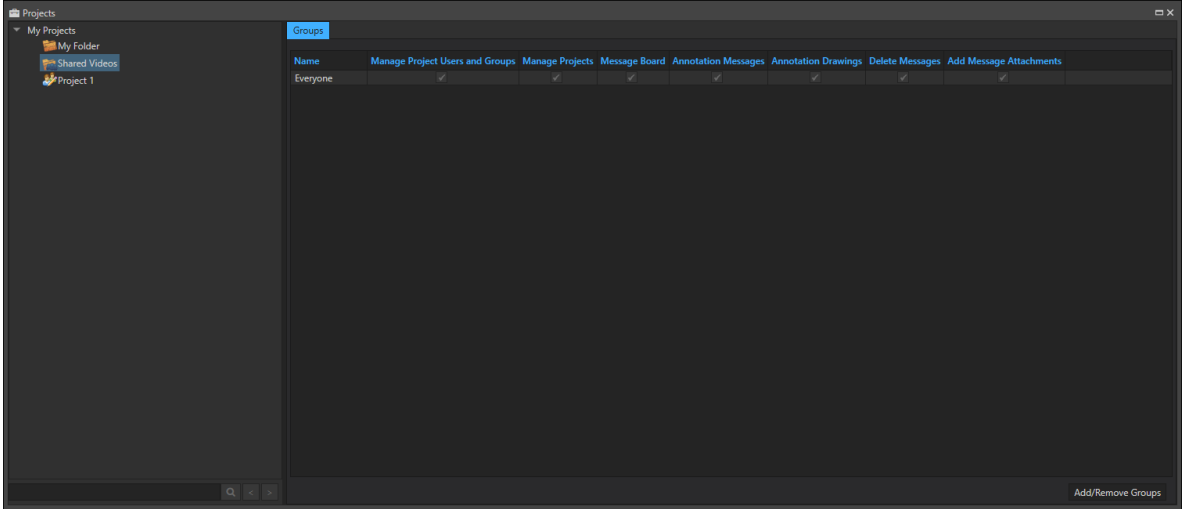 Projects
My Projects
My Folder
Shared Videos
Project 1
Groups
Name Manage Project Users and Groups Manage Projects Message Board Annotation Messages Annotation Drawings Delete Messages Add Message Attachments
Everyone
< >
Add/Remove Groups